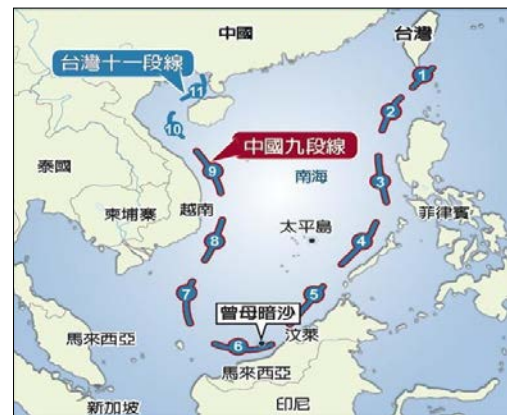 中國
台灣
台灣十一段線
1
11
2
10
中國九段線
9
南海
3
泰國
柬埔寨
越南
菲律賓
太平島
8
4
7
5
曾母暗沙
汶萊
馬來西亞
6
馬來西亞
新加坡
印尼